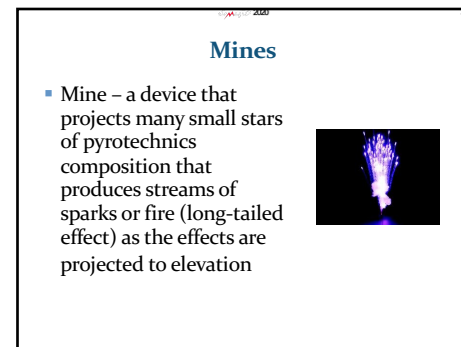 2020
Mines
▪ Mine – a device that
projects many small stars
of pyrotechnics
composition that
produces streams of
sparks or fire (long-tailed
effect) as the effects are
projected to elevation